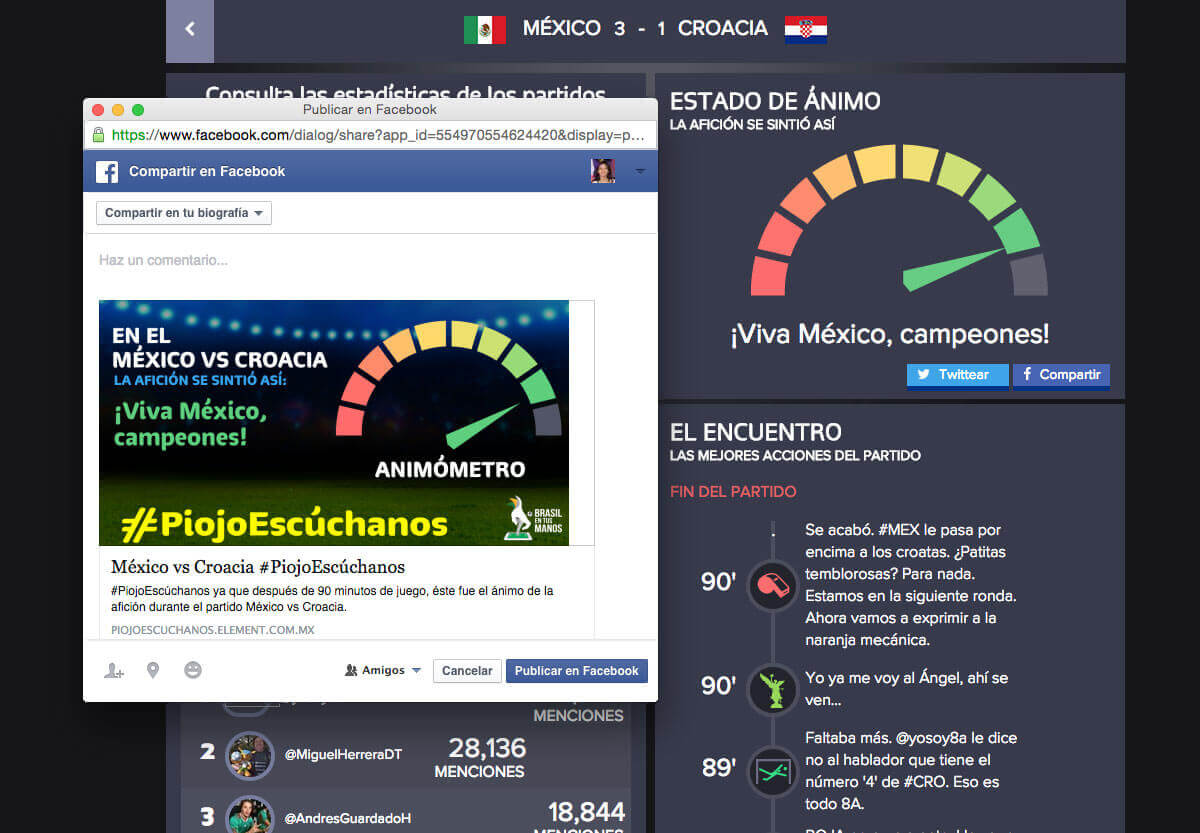 MÉXICO 3 - 1 CROACIA
Consulta las estadísticas de los partidos
Publicar en Facebook
https://www.facebook.com/dialog/share?app_id=554970554624420&display=p...
Compartir en Facebook
Compartir en tu biografía
Haz un comentario...
EN EL
MÉXICO VS CROACIA
LA AFICIÓN SE SINTIÓ ASÍ:
¡Viva México,
campeones!
ANIMÓMETRO
#PiojoEscúchanos
BRASIL
EN TUS
MANOS
México vs Croacia #PiojoEscúchanos
#PiojoEscúchanos ya que después de 90 minutos de juego, éste fue el ánimo de la
afición durante el partido México vs Croacia.
PIOJOESCUCHANOS.ELEMENT.COM.MX
Amigos
Cancelar
Publicar en Facebook
MENCIONES
2 @MiguelHerreraDT 28,136
MENCIONES
3 @AndresGuardadoH 18,844
MENCIONES
ESTADO DE ÁNIMO
LA AFICIÓN SE SINTIÓ ASÍ
¡Viva México, campeones!
Twittear
Compartir
EL ENCUENTRO
LAS MEJORES ACCIONES DEL PARTIDO
FIN DEL PARTIDO
90'
Se acabó. #MEX le pasa por
encima a los croatas. ¿Patitas
temblorosas? Para nada.
Estamos en la siguiente ronda.
Ahora vamos a exprimir a la
naranja mecánica.
90'
Yo ya me voy al Ángel, ahí se
ven...
89'
Faltaba más. @yosoy8a le dice
no al hablador que tiene el
número '4' de #CRO. Eso es
todo 8A.